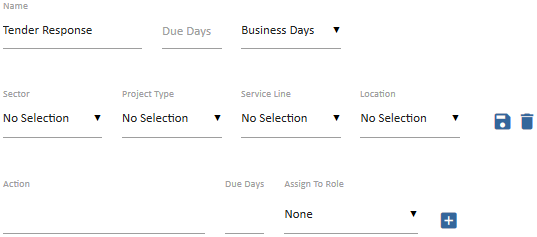 Name
Tender Response Due Days Business Days
Sector Project Type Service Line Location
No Selection No Selection No Selection No Selection
Action Due Days Assign To Role
None